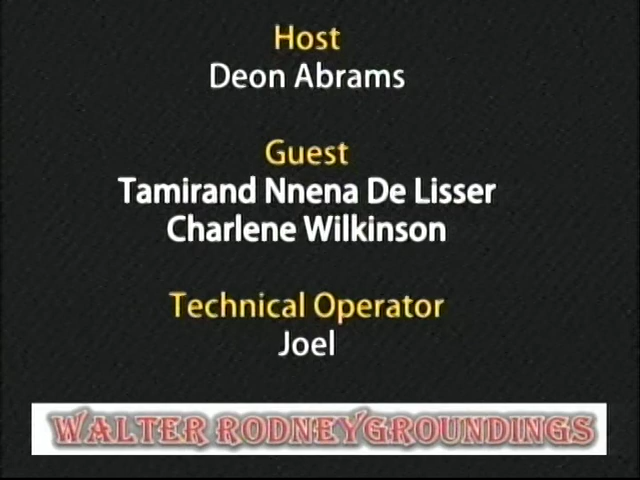 Host
Deon Abrams
Guest
Tamirand Nnena De Lisser
Charlene Wilkinson
Technical Operator
Joel
WALTER RODNEYGROUNDINGS